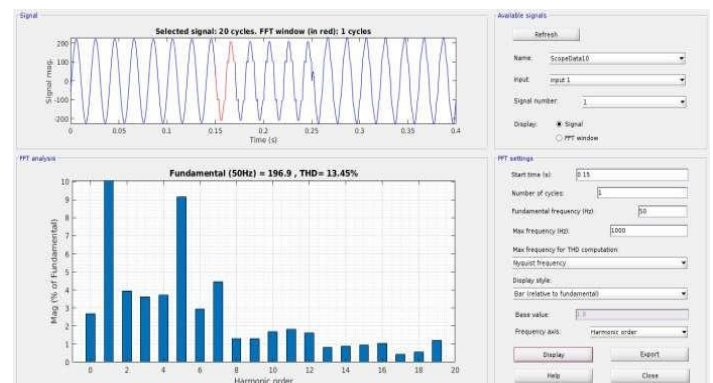 Signal
Selected signal: 20 cycles. FFT window (in red): 1 cycles
Signal mag.
200
100
0
-100
-200
0 0.05 0.1 0.15 0.2 0.25 0.3 0.35 0.4
Time (s)
FFT analysis
Fundamental (50Hz) = 196.9 , THD= 13.45%
Mag (% of Fundamental)
10
9
8
7
6
5
4
3
2
1
0
0 2 4 6 8 10 12 14 16 18 20
Harmonic order
Available signals
Refresh
Name: ScopeData10
Input: input 1
Signal number: 1
Display: Signal
FFT window
FFT settings
Start time (s): 0.15
Number of cycles: 1
Fundamental frequency (Hz): 50
Max frequency (Hz): 1000
Max frequency for THD computation:
Nyquist frequency
Display style:
Bar (relative to fundamental)
Base value: 1.0
Frequency axis: Harmonic order
Display Export
Help Close